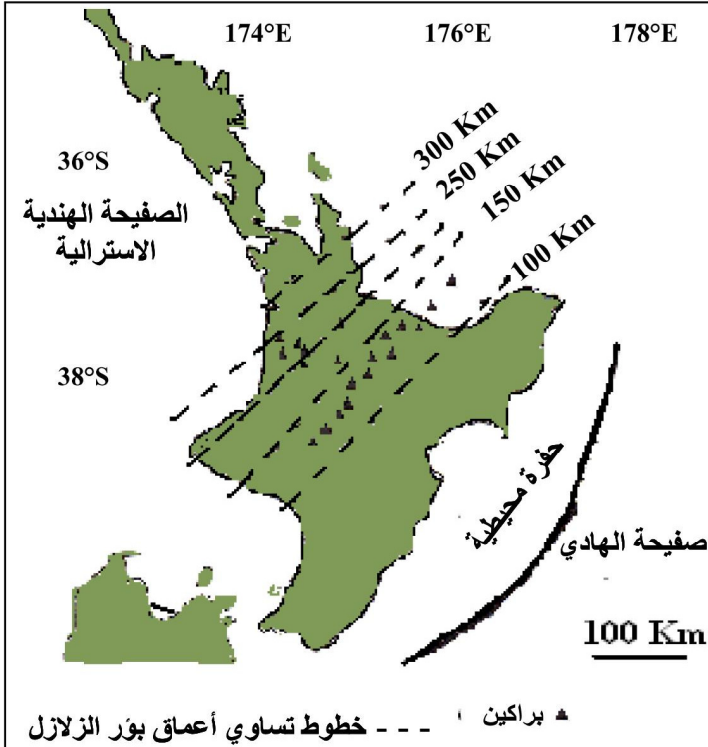 174°E 176°E 178°E
300 Km
36°S
250 Km
150 Km
الصفيحة الهندية
الاسترالية
100 Km
38°S
حفرة محيطية
صفيحة الهادي
100 Km
براكين
خطوط تساوي أعماق بؤر الزلازل - - -